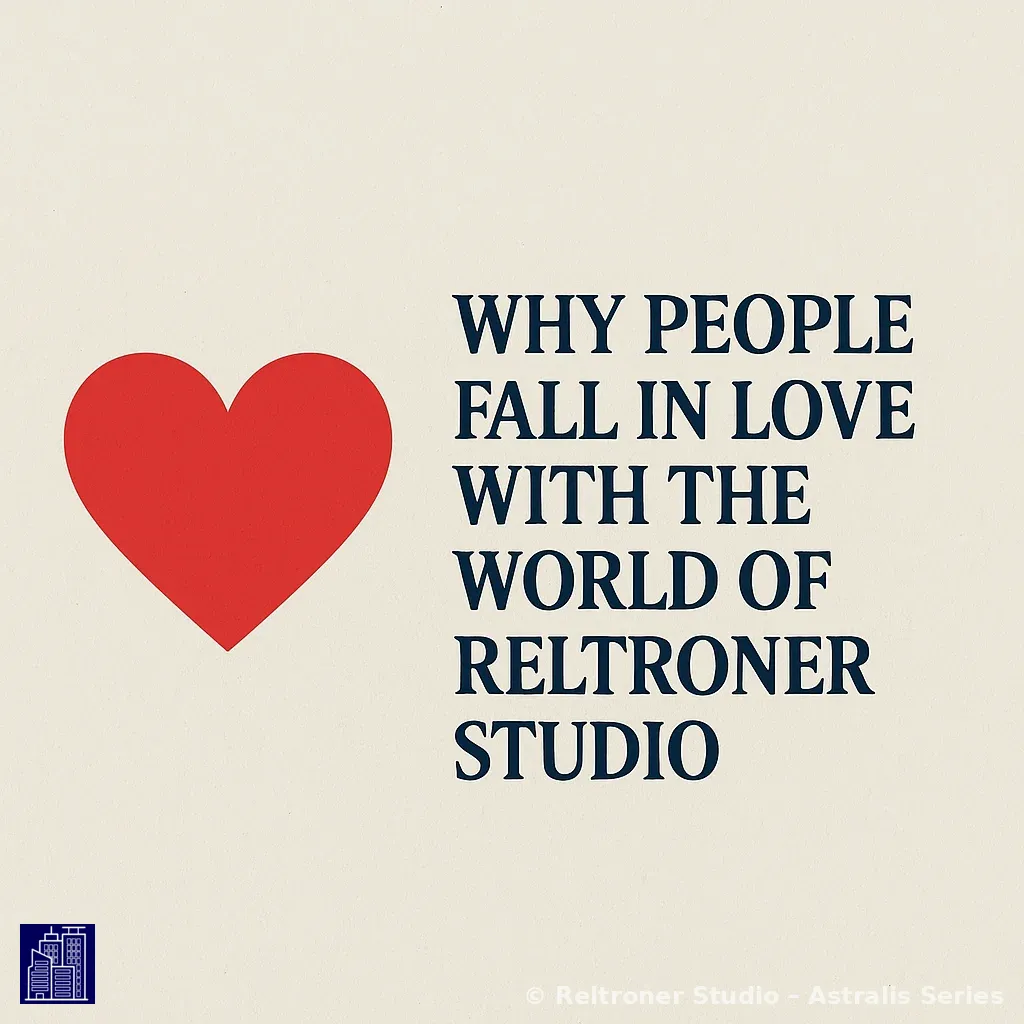 WHY PEOPLE
FALL IN LOVE
WITH THE
WORLD OF
RELTRONER
STUDIO
© Reltroner Studio - Astralis Series